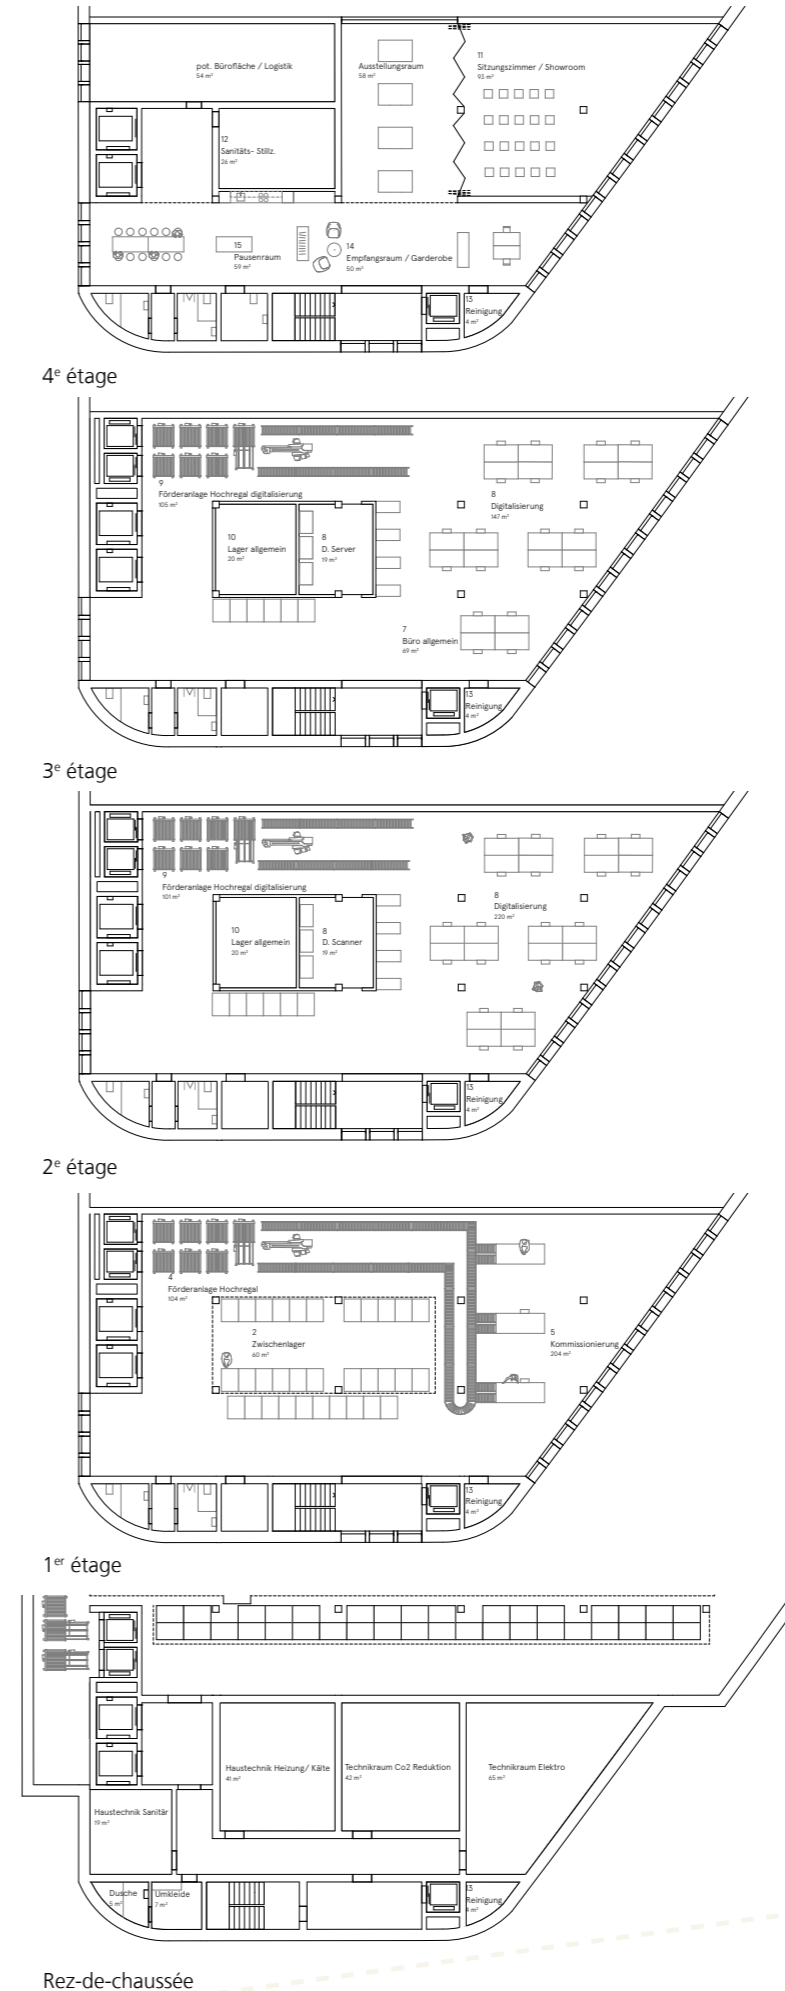 pot. Bürofläche / Logistik
54 m²
Ausstellungsraum
58 m²
11
Sitzungszimmer / Showroom
93 m²
12
Sanitäts- Stillz.
26 m²
15
Pausenraum
59 m²
14
Empfangsraum / Garderobe
50 m²
13
Reinigung
4 m²
4e étage
9
Förderanlage Hochregal digitalisierung
105 m²
8
Digitalisierung
147 m²
10
Lager allgemein
20 m²
8
D. Server
19 m²
7
Büro allgemein
69 m²
13
Reinigung
4 m²
3e étage
9
Förderanlage Hochregal digitalisierung
101 m²
8
Digitalisierung
220 m²
10
Lager allgemein
20 m²
8
D. Scanner
19 m²
13
Reinigung
4 m²
2e étage
4
Förderanlage Hochregal
104 m²
2
Zwischenlager
60 m²
5
Kommissionierung
204 m²
13
Reinigung
4 m²
1er étage
Haustechnik Heizung/ Kälte
41 m²
Technikraum Co2 Reduktion
42 m²
Technikraum Elektro
65 m²
Haustechnik Sanitär
19 m²
Dusche
5 m²
Umkleide
7 m²
13
Reinigung
4 m²
Rez-de-chaussée